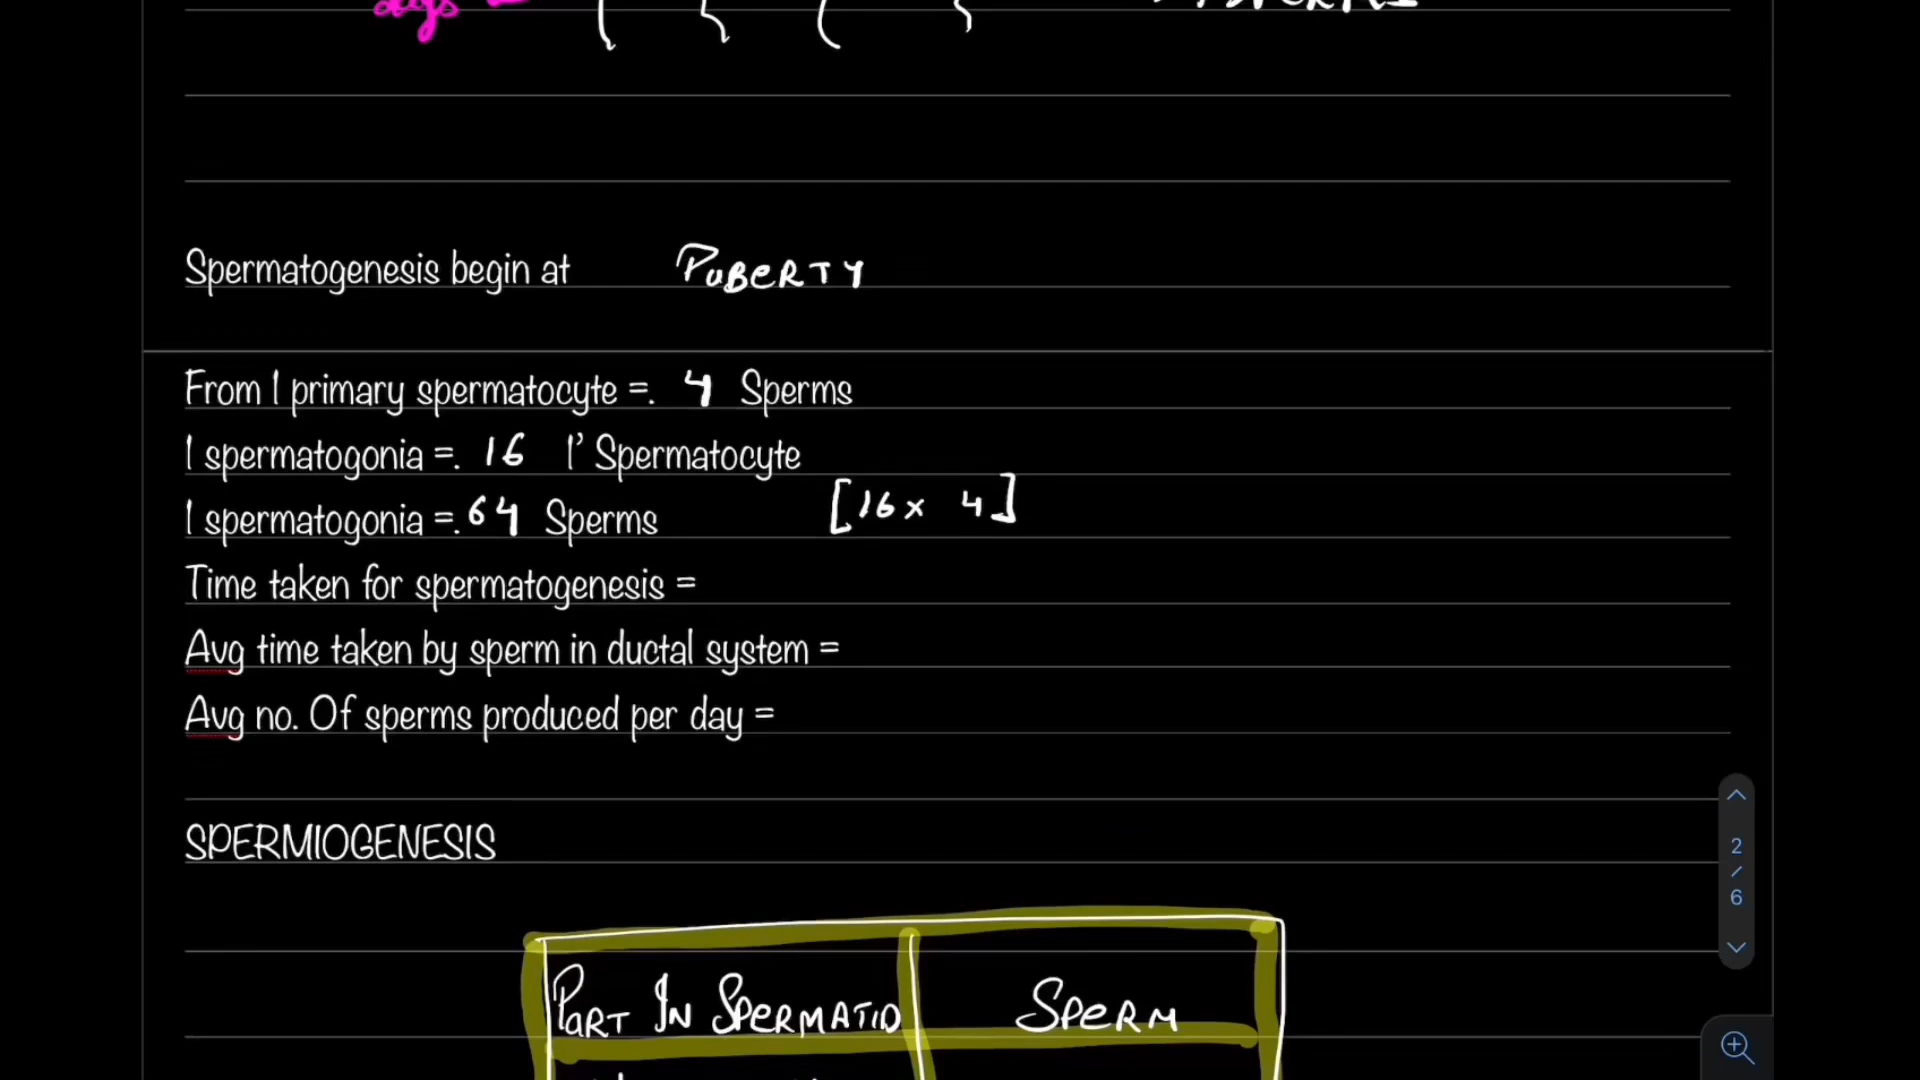 days
Spermatogenesis begin at PUBERTY
From 1 primary spermatocyte =. 4 Sperms
1 spermatogonia =. 16 1' Spermatocyte
1 spermatogonia =. 64 Sperms [16 x 4]
Time taken for spermatogenesis =
Avg time taken by sperm in ductal system =
Avg no. Of sperms produced per day =
SPERMIOGENESIS
PART IN SPERMATID SPERM
2
/
6